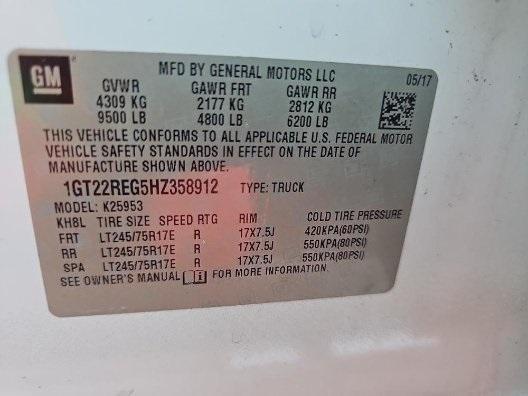 GM
MFD BY GENERAL MOTORS LLC 05/17
GVWR GAWR FRT GAWR RR
4309 KG 2177 KG 2812 KG
9500 LB 4800 LB 6200 LB
THIS VEHICLE CONFORMS TO ALL APPLICABLE U.S. FEDERAL MOTOR
VEHICLE SAFETY STANDARDS IN EFFECT ON THE DATE OF
MANUFACTURE SHOWN ABOVE.
1GT22REG5HZ358912 TYPE: TRUCK
MODEL: K25953
KH8L TIRE SIZE SPEED RTG RIM COLD TIRE PRESSURE
FRT LT245/75R17E R 17X7.5J 420KPA(60PSI)
RR LT245/75R17E R 17X7.5J 550KPA(80PSI)
SPA LT245/75R17E R 17X7.5J 550KPA(80PSI)
SEE OWNER'S MANUAL FOR MORE INFORMATION.